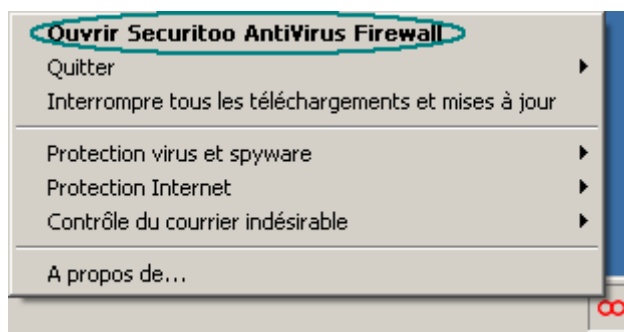 Ouvrir Securitoo AntiVirus Firewall
Quitter
Interrompre tous les téléchargements et mises à jour
Protection virus et spyware
Protection Internet
Contrôle du courrier indésirable
A propos de...